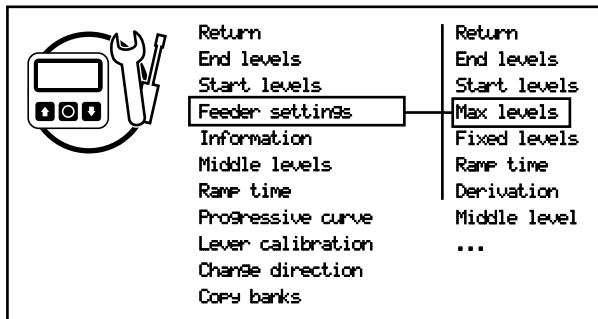 Return
End levels
Start levels
Feeder settings
Information
Middle levels
Ramp time
Progressive curve
Lever calibration
Change direction
Copy banks
Return
End levels
Start levels
Max levels
Fixed levels
Ramp time
Derivation
Middle level
...